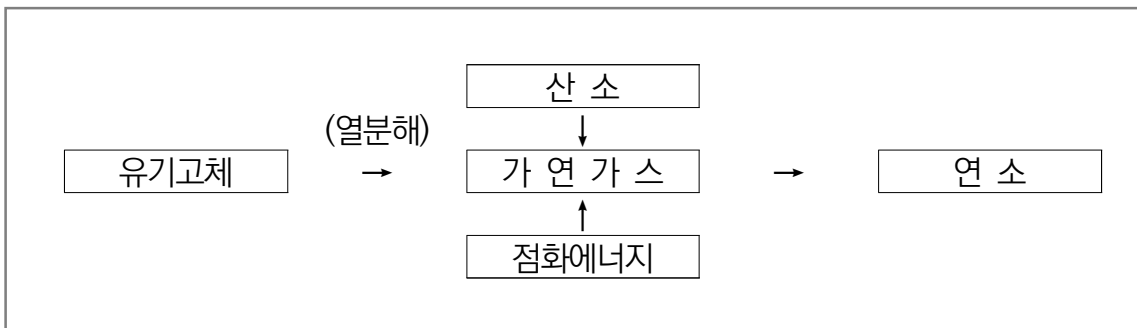 산 소
(열분해)
↓
유기고체 → 가 연 가 스 → 연 소
↑
점화에너지